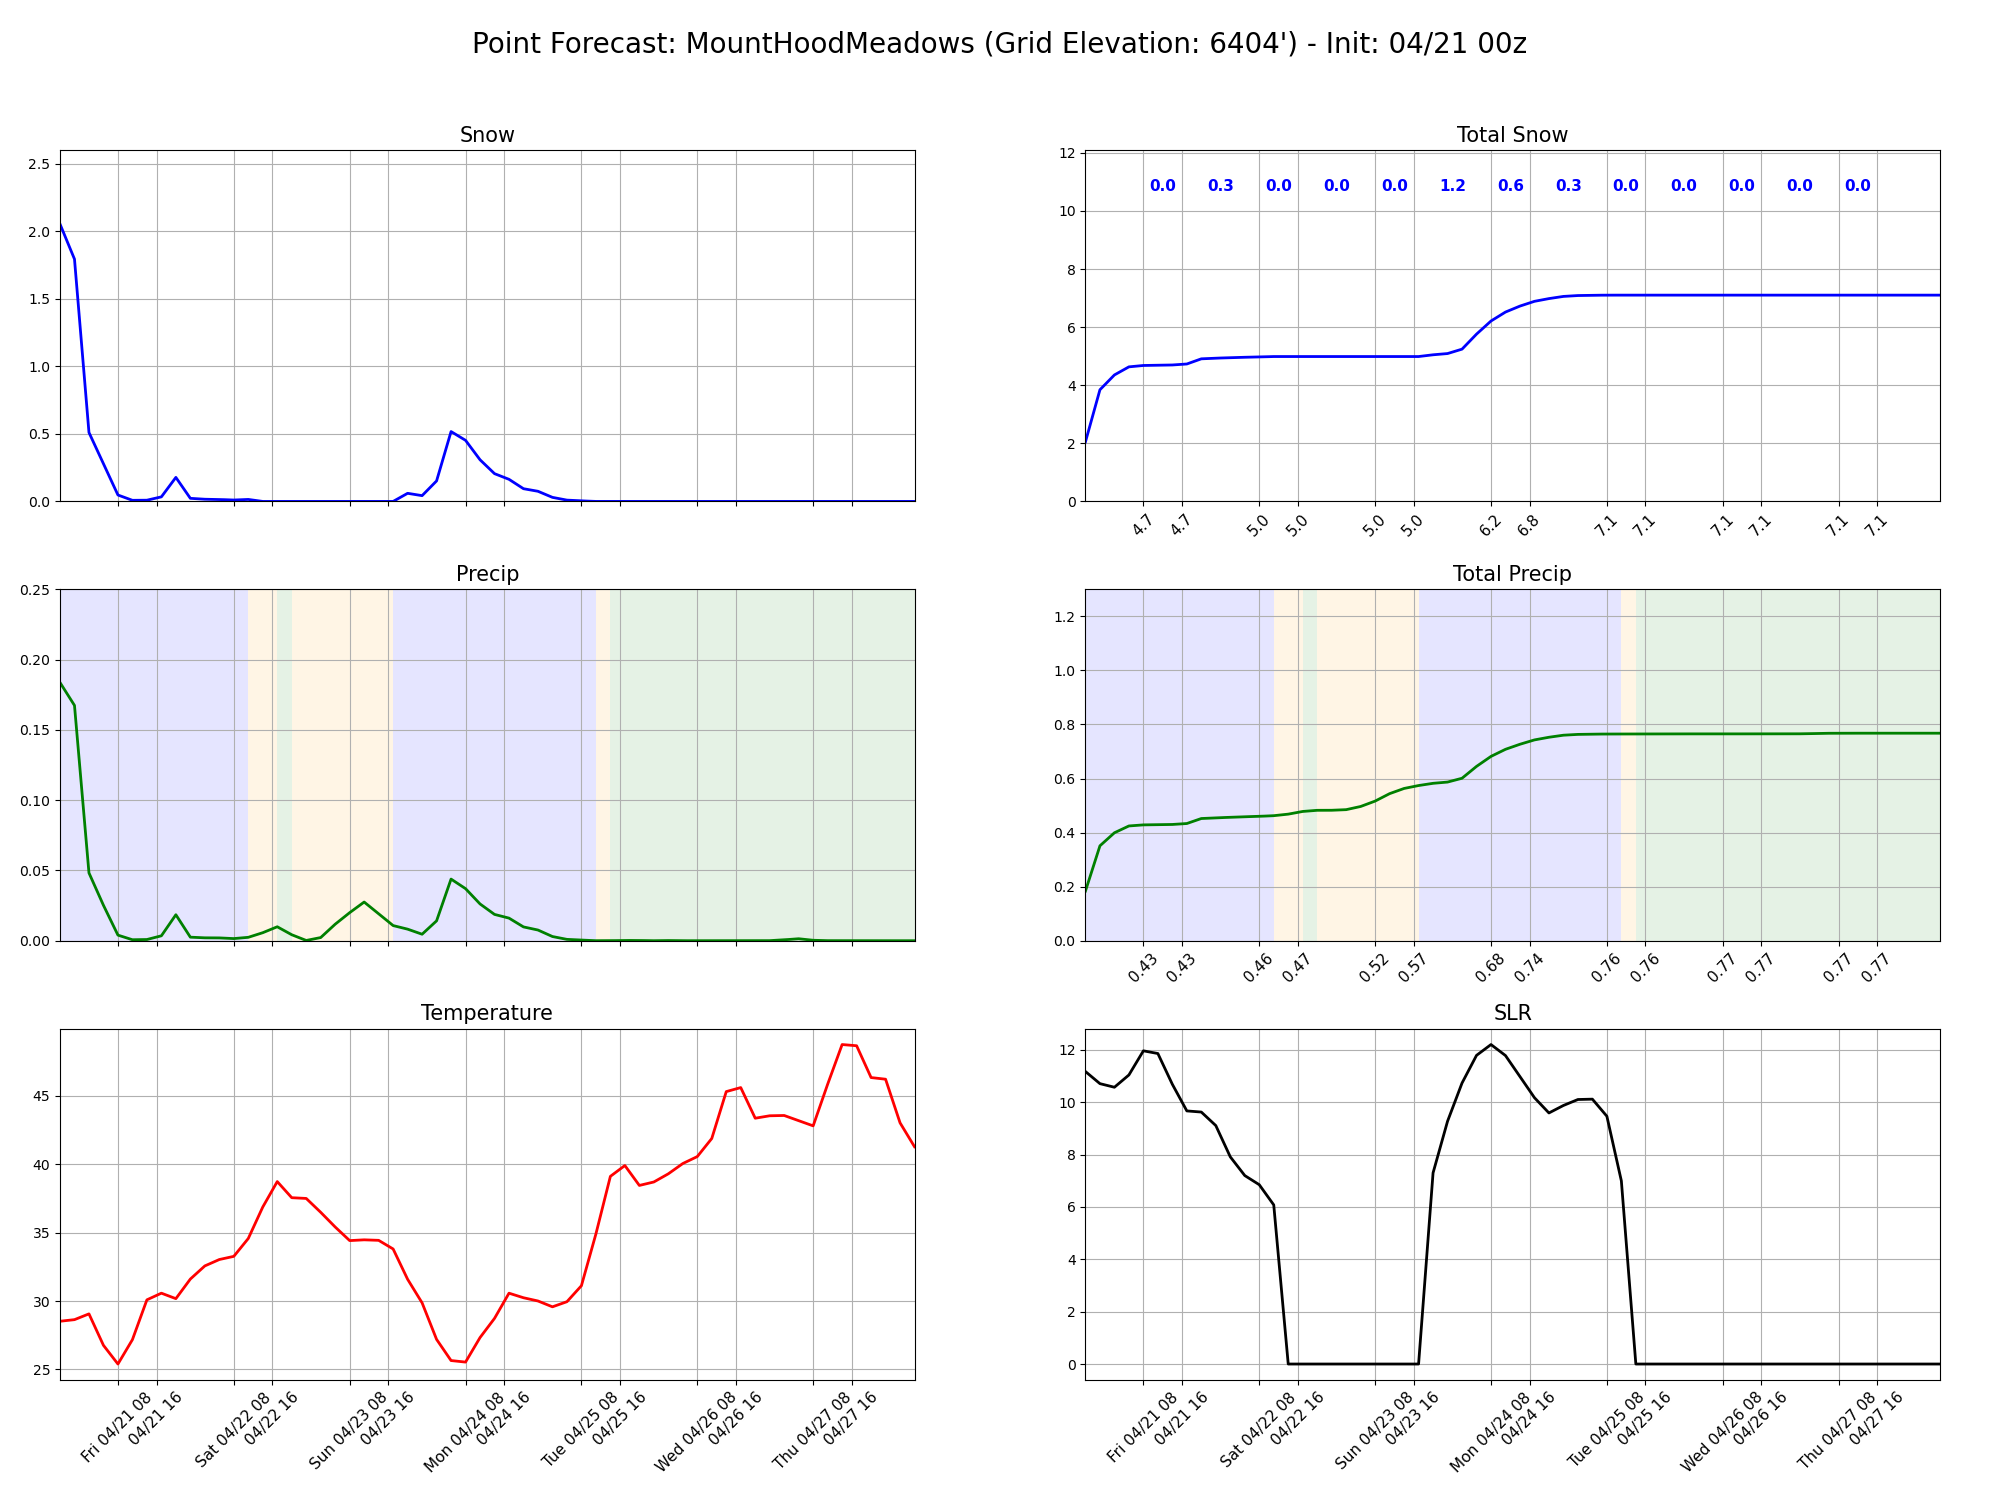 Point Forecast: MountHoodMeadows (Grid Elevation: 6404') - Init: 04/21 00z
Snow
2.5
2.0
1.5
1.0
0.5
0.0
Total Snow
12
10
8
6
4
2
0
0.0 0.3 0.0 0.0 0.0 1.2 0.6 0.3 0.0 0.0 0.0 0.0 0.0
4.7 4.7 5.0 5.0 5.0 5.0 6.2 6.8 7.1 7.1 7.1 7.1 7.1 7.1
Precip
0.25
0.20
0.15
0.10
0.05
0.00
Total Precip
1.2
1.0
0.8
0.6
0.4
0.2
0.0
0.43 0.43 0.46 0.47 0.52 0.57 0.68 0.74 0.76 0.76 0.77 0.77 0.77 0.77
Temperature
45
40
35
30
25
Fri 04/21 08
04/21 16
Sat 04/22 08
04/22 16
Sun 04/23 08
04/23 16
Mon 04/24 08
04/24 16
Tue 04/25 08
04/25 16
Wed 04/26 08
04/26 16
Thu 04/27 08
04/27 16
SLR
12
10
8
6
4
2
0
Fri 04/21 08
04/21 16
Sat 04/22 08
04/22 16
Sun 04/23 08
04/23 16
Mon 04/24 08
04/24 16
Tue 04/25 08
04/25 16
Wed 04/26 08
04/26 16
Thu 04/27 08
04/27 16